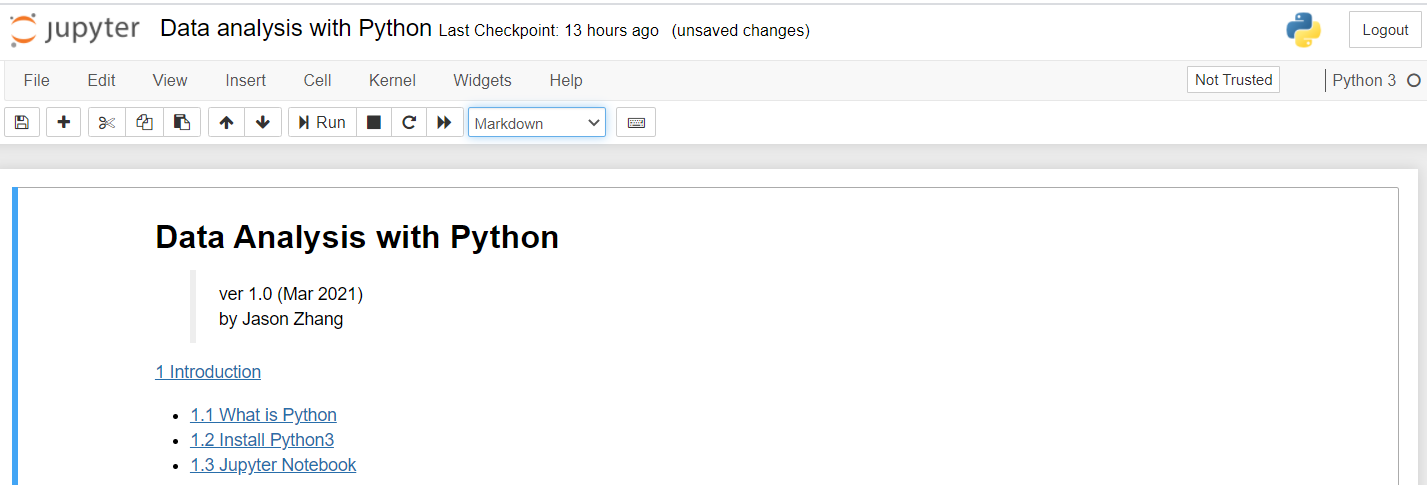 jupyter Data analysis with Python Last Checkpoint: 13 hours ago (unsaved changes) Logout
File Edit View Insert Cell Kernel Widgets Help Not Trusted Python 3
Run Markdown
Data Analysis with Python
ver 1.0 (Mar 2021)
by Jason Zhang
1 Introduction
1.1 What is Python
1.2 Install Python3
1.3 Jupyter Notebook